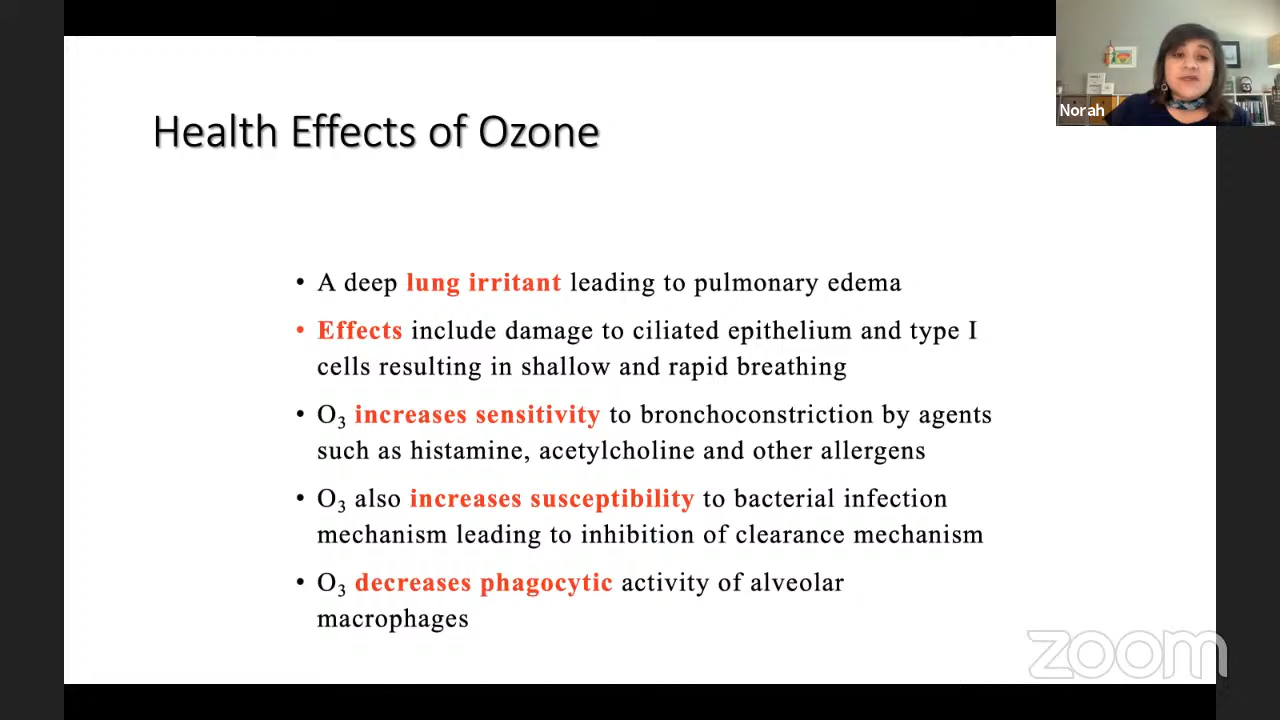 Norah
Health Effects of Ozone
• A deep lung irritant leading to pulmonary edema
• Effects include damage to ciliated epithelium and type I
cells resulting in shallow and rapid breathing
• O₃ increases sensitivity to bronchoconstriction by agents
such as histamine, acetylcholine and other allergens
• O₃ also increases susceptibility to bacterial infection
mechanism leading to inhibition of clearance mechanism
• O₃ decreases phagocytic activity of alveolar
macrophages
zoom